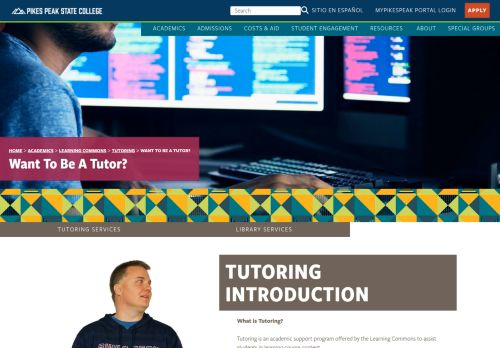 PIKES PEAK STATE COLLEGE
Search
SITIO EN ESPAÑOL
MYPIKESPEAK PORTAL LOGIN
APPLY
ACADEMICS ADMISSIONS COSTS & AID STUDENT ENGAGEMENT RESOURCES ABOUT SPECIAL GROUPS
HOME > ACADEMICS > LEARNING COMMONS > TUTORING > WANT TO BE A TUTOR?
Want To Be A Tutor?
TUTORING SERVICES
LIBRARY SERVICES
TUTORING
INTRODUCTION
What is Tutoring?
Tutoring is an academic support program offered by the Learning Commons to assist
students in learning course content.